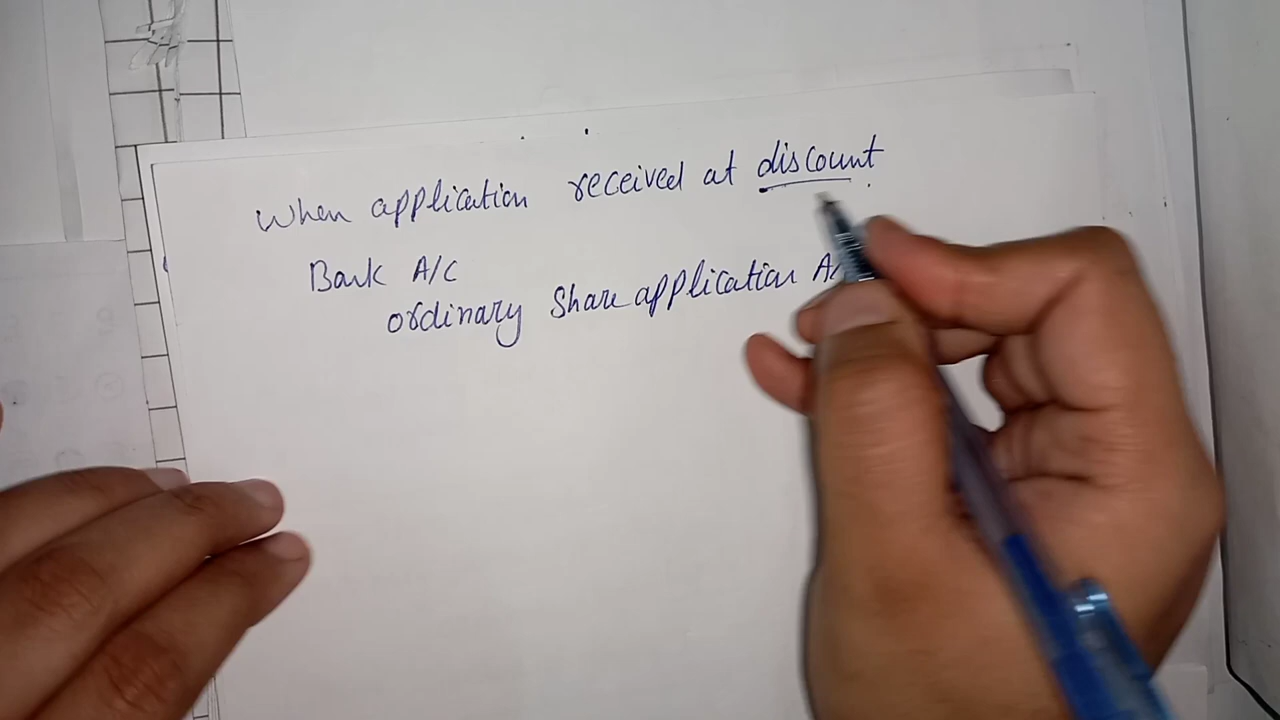 When application received at discount
Bank A/C
ordinary Share application